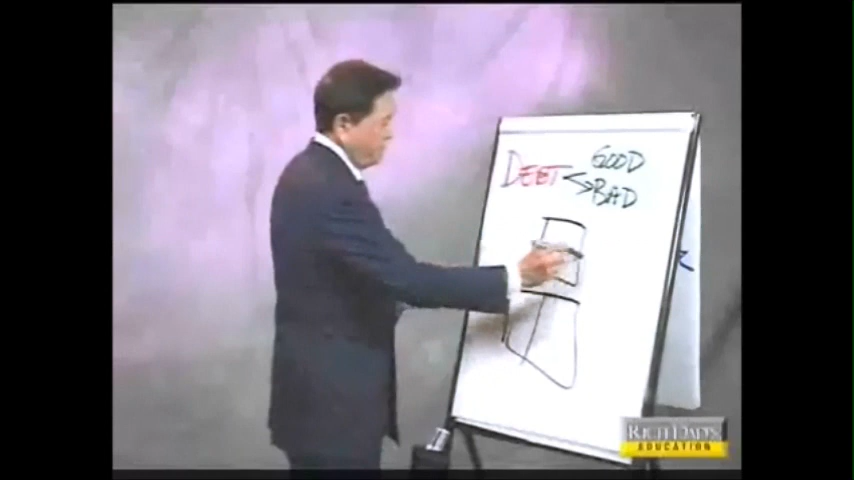 DEBT
GOOD
BAD
RICH DAD'S
EDUCATION